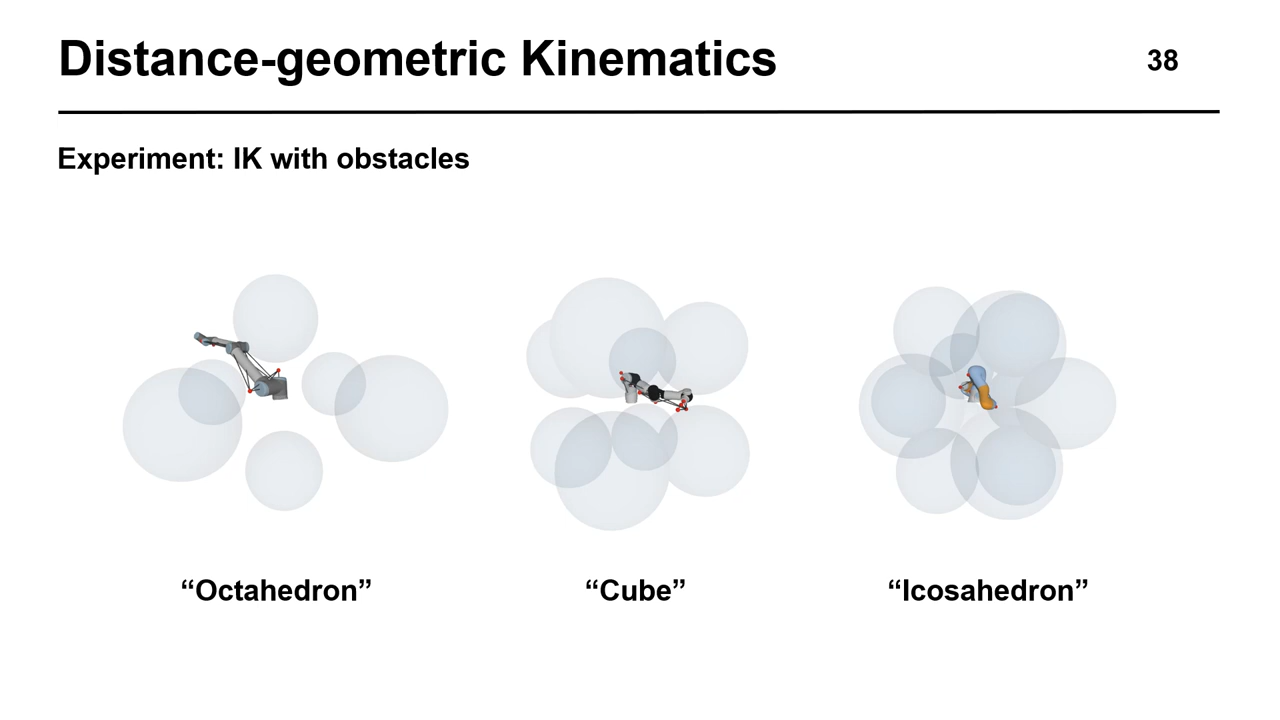 Distance-geometric Kinematics
38
Experiment: IK with obstacles
“Octahedron”
“Cube”
“Icosahedron”